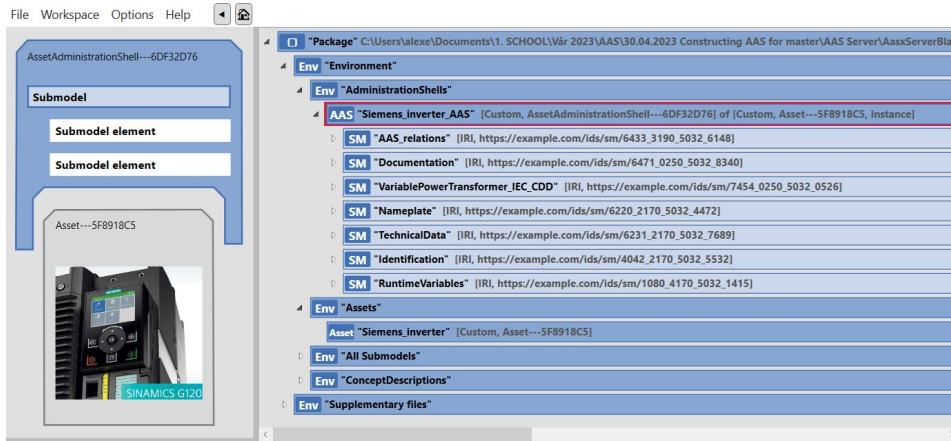 File Workspace Options Help
AssetAdministrationShell---6DF32D76
Submodel
Submodel element
Submodel element
Asset---5F8918C5
SIEMENS
SINAMICS G120
"Package" C:\Users\alexe\Documents\1. SCHOOL\Vår 2023\AAS\30.04.2023 Constructing AAS for master\AAS Server\AasxServerBla
Env "Environment"
Env "AdministrationShells"
AAS "Siemens_inverter_AAS" [Custom, AssetAdministrationShell---6DF32D76] of [Custom, Asset---5F8918C5, Instance]
SM "AAS_relations" [IRI, https://example.com/ids/sm/6433_3190_5032_6148]
SM "Documentation" [IRI, https://example.com/ids/sm/6471_0250_5032_8340]
SM "VariablePowerTransformer_IEC_CDD" [IRI, https://example.com/ids/sm/7454_0250_5032_0526]
SM "Nameplate" [IRI, https://example.com/ids/sm/6220_2170_5032_4472]
SM "TechnicalData" [IRI, https://example.com/ids/sm/6231_2170_5032_7689]
SM "Identification" [IRI, https://example.com/ids/sm/4042_2170_5032_5532]
SM "RuntimeVariables" [IRI, https://example.com/ids/sm/1080_4170_5032_1415]
Env "Assets"
Asset "Siemens_inverter" [Custom, Asset---5F8918C5]
Env "All Submodels"
Env "ConceptDescriptions"
Env "Supplementary files"